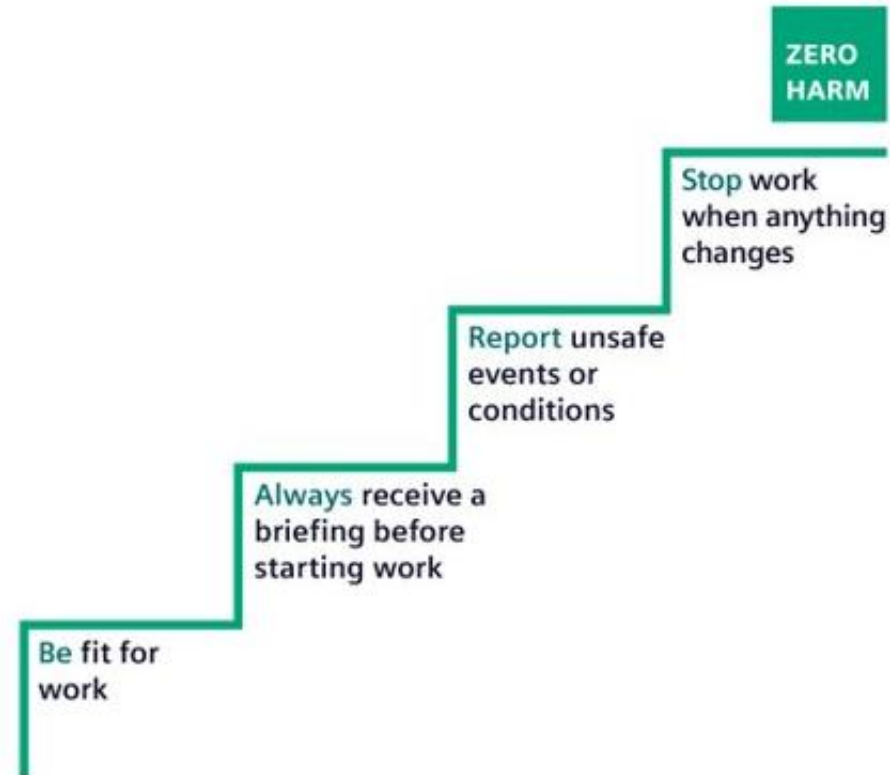 ZERO
HARM
Stop work
when anything
changes
Report unsafe
events or
conditions
Always receive a
briefing before
starting work
Be fit for
work